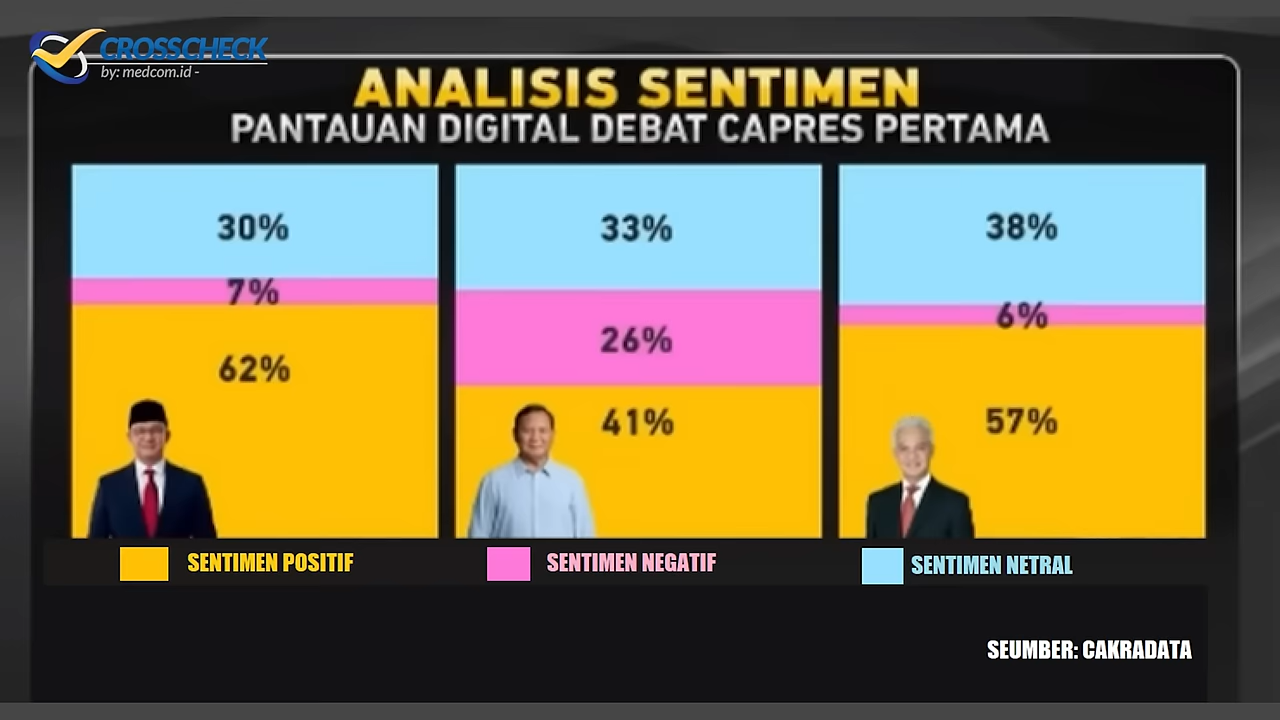 CROSSCHECK
by: medcom.id -
ANALISIS SENTIMEN
PANTAUAN DIGITAL DEBAT CAPRES PERTAMA
30%
7%
62%
33%
26%
41%
38%
6%
57%
SENTIMEN POSITIF
SENTIMEN NEGATIF
SENTIMEN NETRAL
SEUMBER: CAKRADATA